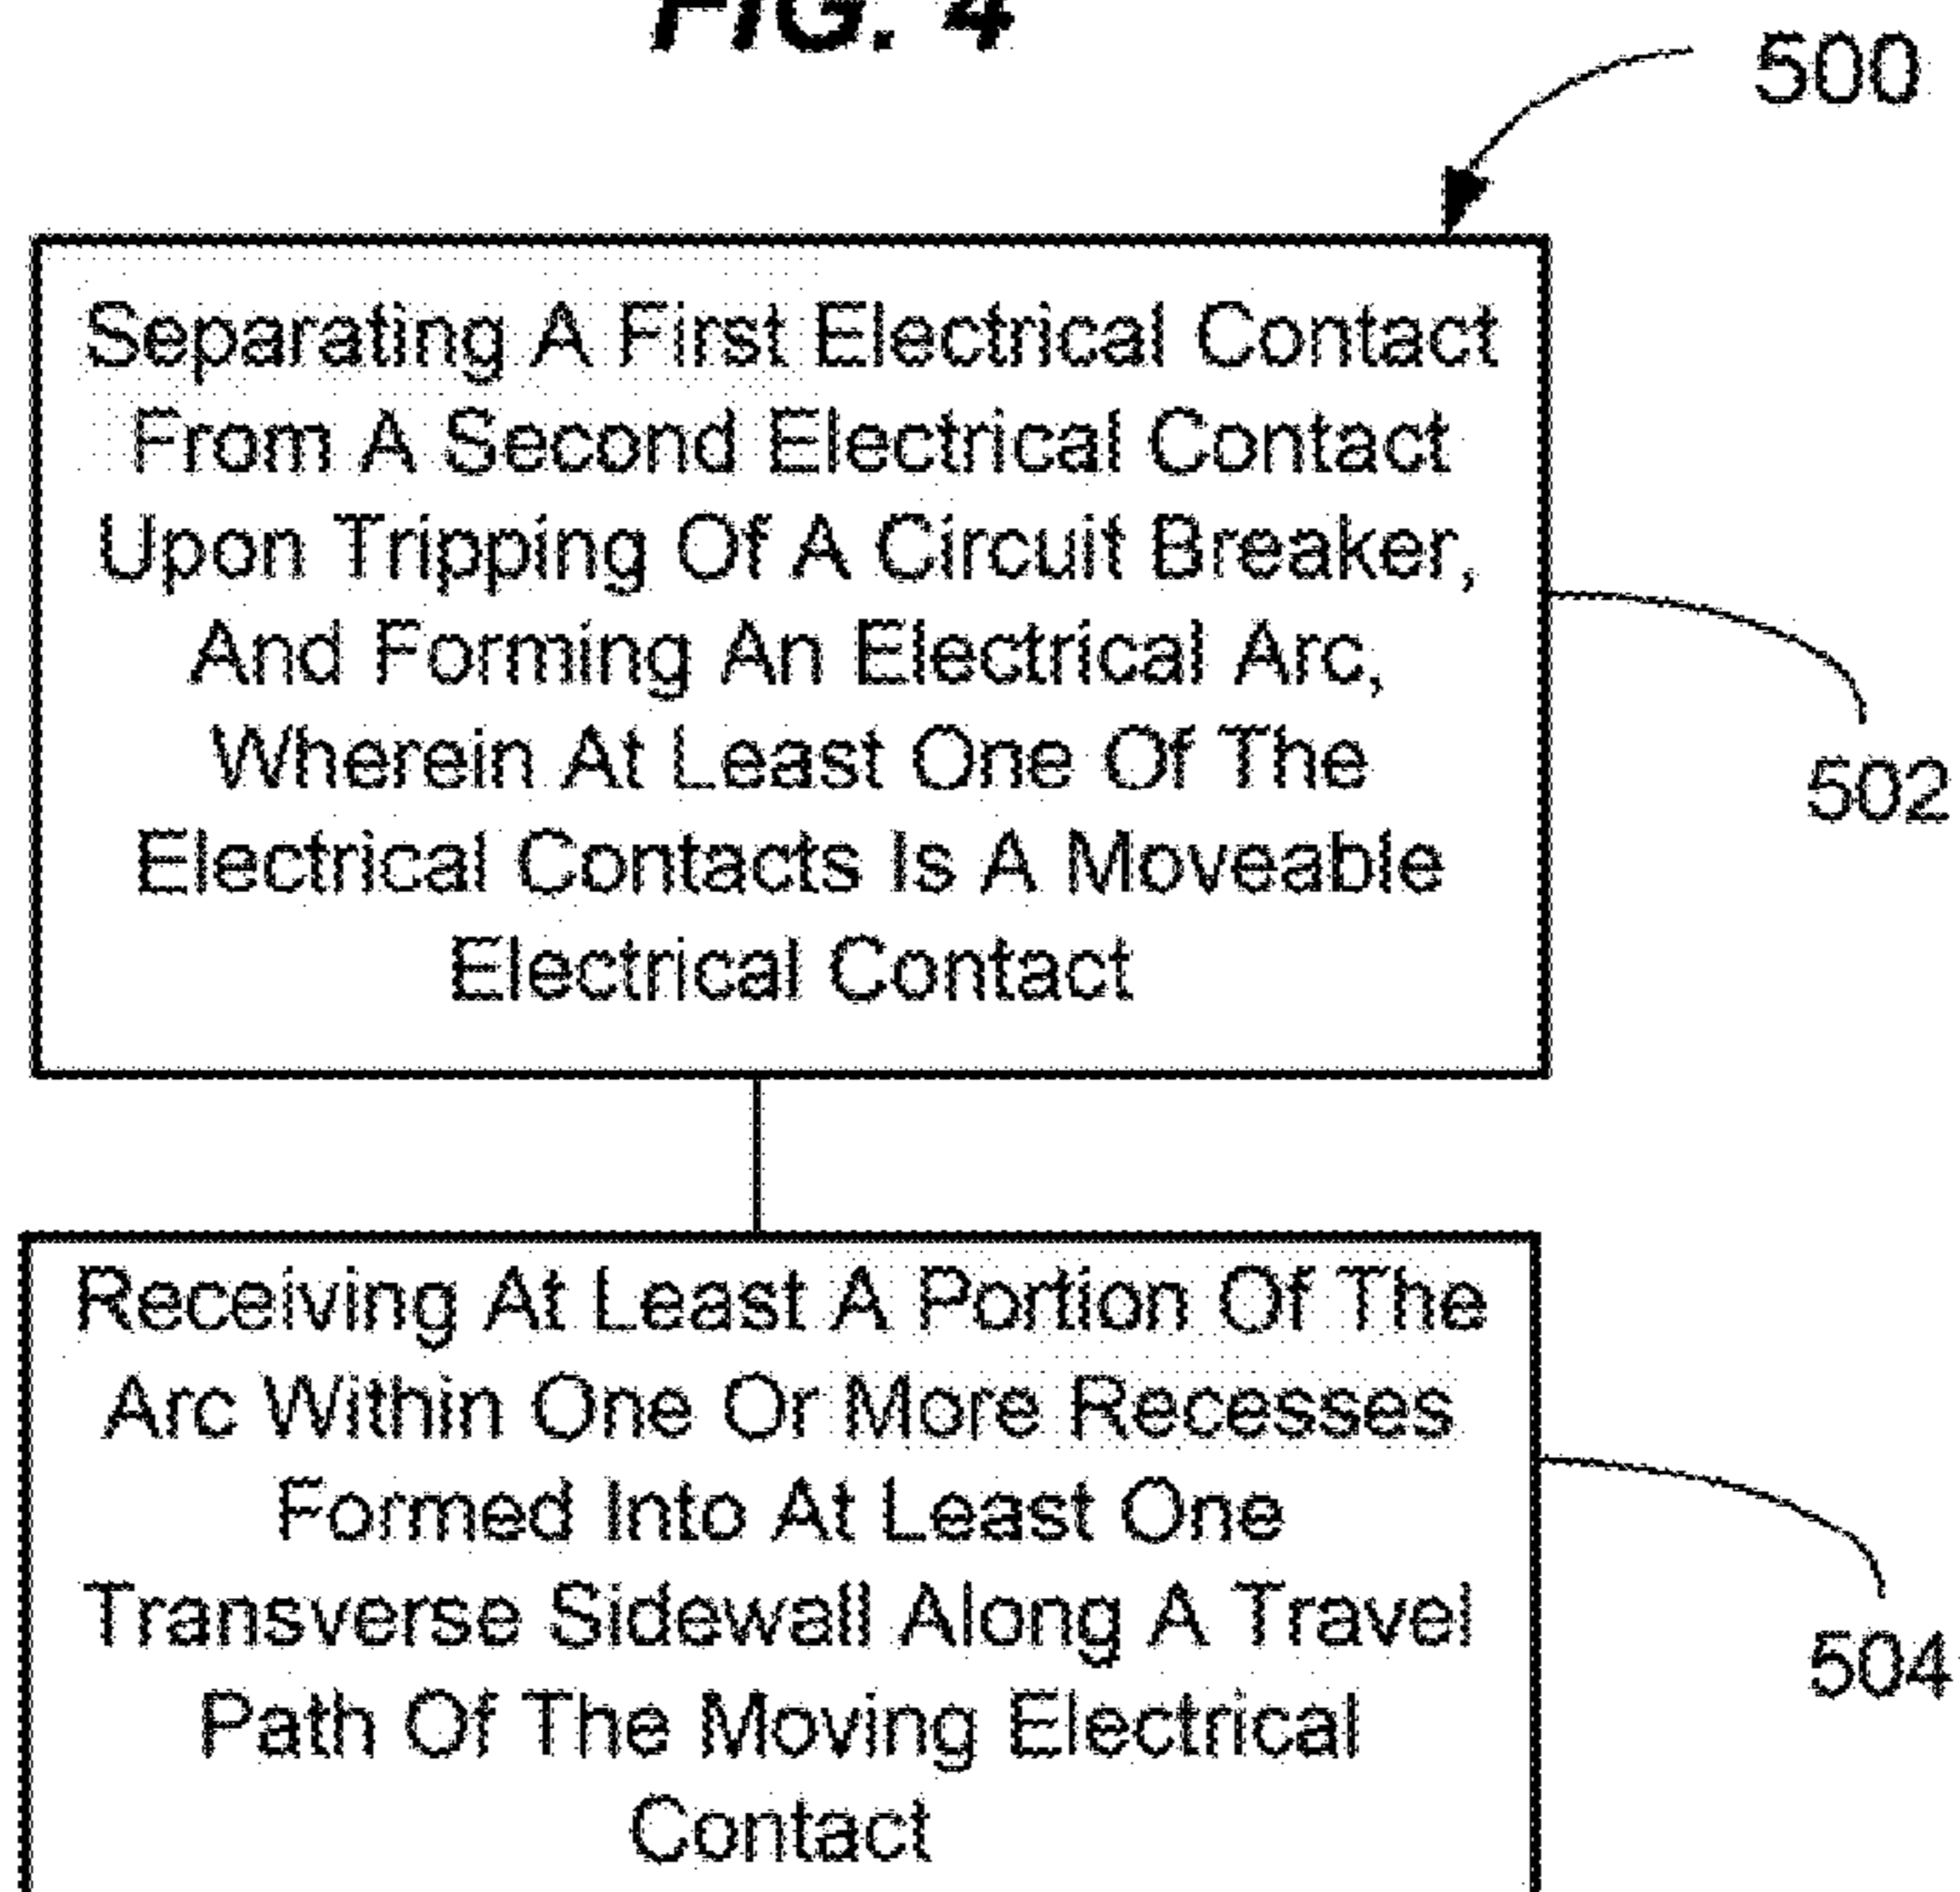 FIG. 4
500
Separating A First Electrical Contact
From A Second Electrical Contact
Upon Tripping Of A Circuit Breaker,
And Forming An Electrical Arc,
Wherein At Least One Of The
Electrical Contacts Is A Moveable
Electrical Contact
502
Receiving At Least A Portion Of The
Arc Within One Or More Recesses
Formed Into At Least One
Transverse Sidewall Along A Travel
Path Of The Moving Electrical
Contact
504